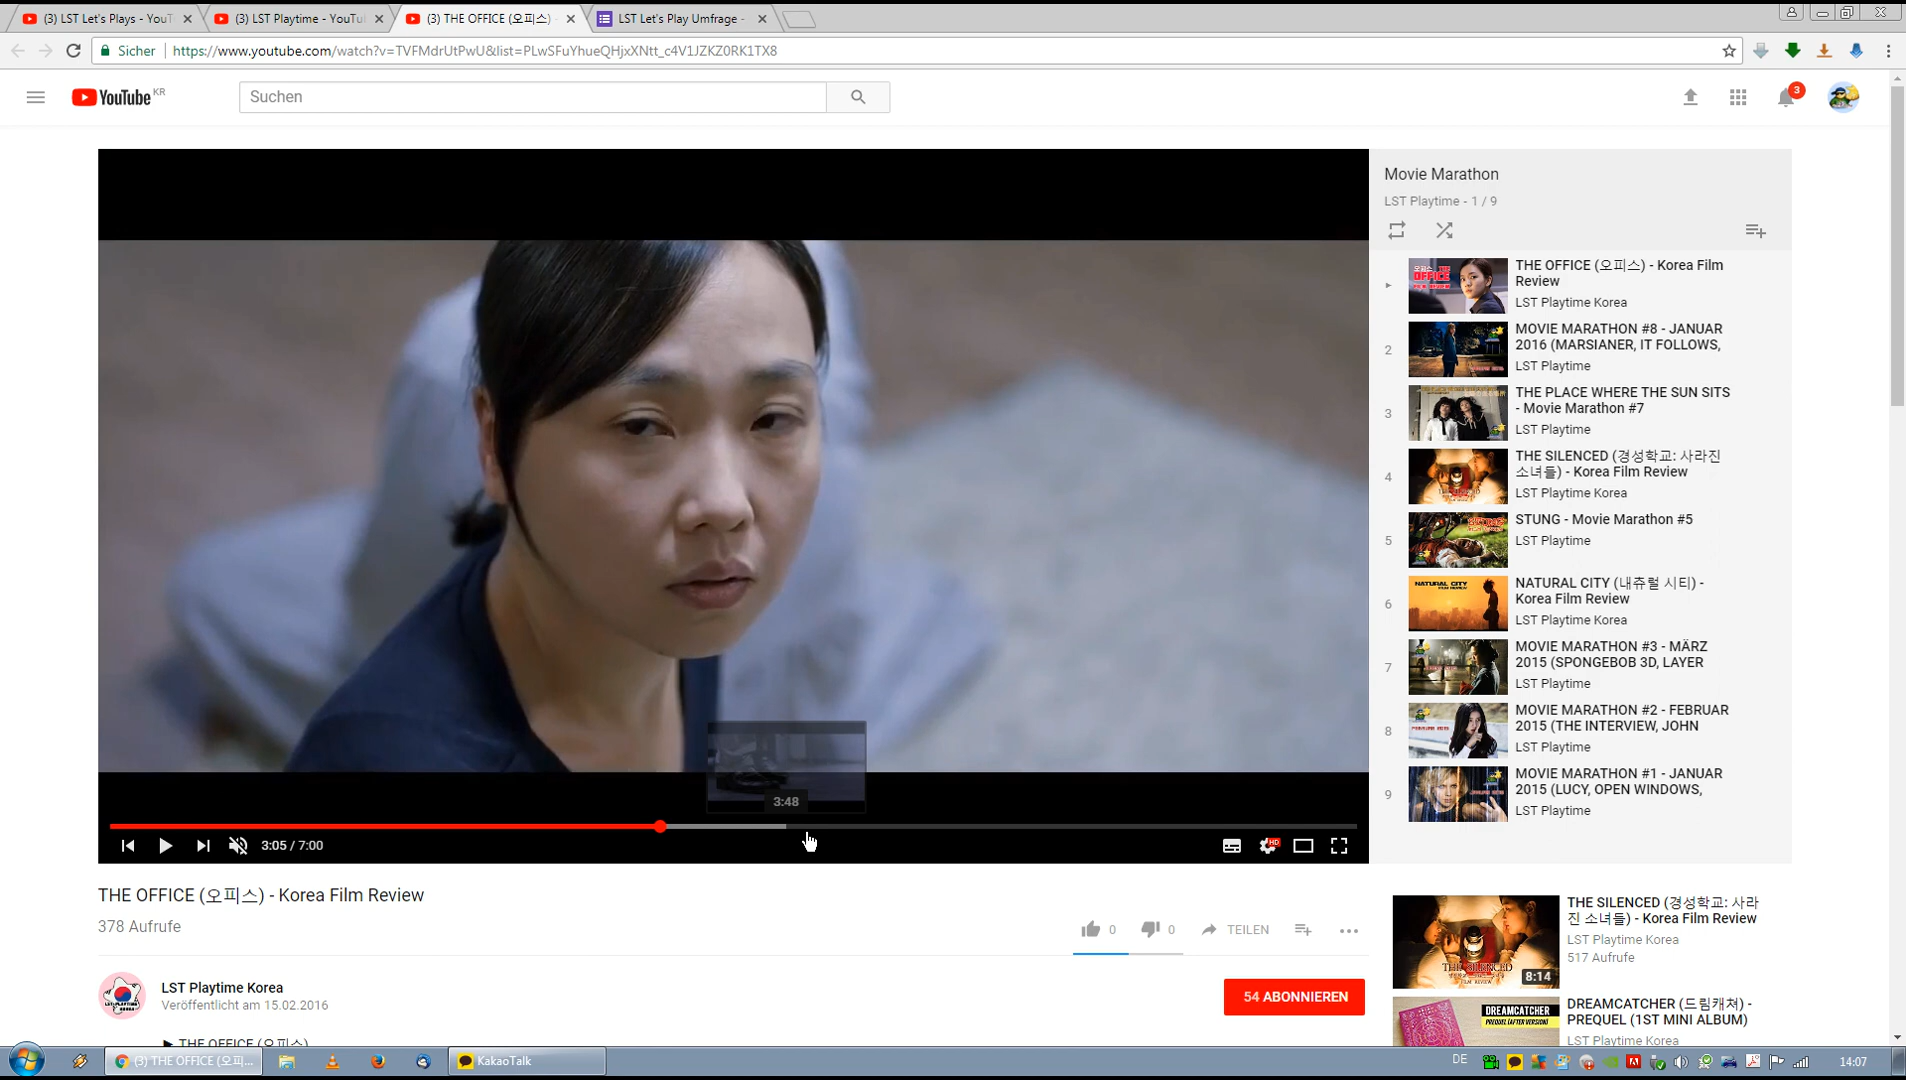 (3) LST Let's Plays - YouT
(3) LST Playtime - YouTu
(3) THE OFFICE (오피스) -
LST Let's Play Umfrage -
Sicher
https://www.youtube.com/watch?v=TVFMdrUtPwU&list=PLwSFuYhueQHjxXNtt_c4V1JZKZ0RK1TX8
YouTube KR
Suchen
3
Movie Marathon
LST Playtime - 1 / 9
THE OFFICE (오피스) - Korea Film
Review
LST Playtime Korea
2
MOVIE MARATHON #8 - JANUAR
2016 (MARSIANER, IT FOLLOWS,
LST Playtime
3
THE PLACE WHERE THE SUN SITS
- Movie Marathon #7
LST Playtime
4
THE SILENCED (경성학교: 사라진
소녀들) - Korea Film Review
LST Playtime Korea
5
STUNG - Movie Marathon #5
LST Playtime
6
NATURAL CITY
NATURAL CITY (내츄럴 시티) -
Korea Film Review
LST Playtime Korea
7
MOVIE MARATHON #3 - MÄRZ
2015 (SPONGEBOB 3D, LAYER
LST Playtime
8
MOVIE MARATHON #2 - FEBRUAR
2015 (THE INTERVIEW, JOHN
LST Playtime
9
MOVIE MARATHON #1 - JANUAR
2015 (LUCY, OPEN WINDOWS,
LST Playtime
3:48
3:05 / 7:00
HD
THE OFFICE (오피스) - Korea Film Review
378 Aufrufe
0
0
TEILEN
LST Playtime Korea
Veröffentlicht am 15.02.2016
54 ABONNIEREN
► THE OFFICE (오피스)
THE SILENCED
8:14
THE SILENCED (경성학교: 사라
진 소녀들) - Korea Film Review
LST Playtime Korea
517 Aufrufe
DREAMCATCHER
PREQUEL (AFTER VERSION)
DREAMCATCHER (드림캐쳐) -
PREQUEL (1ST MINI ALBUM)
LST Playtime Korea
(3) THE OFFICE (오피...
KakaoTalk
DE
14:07